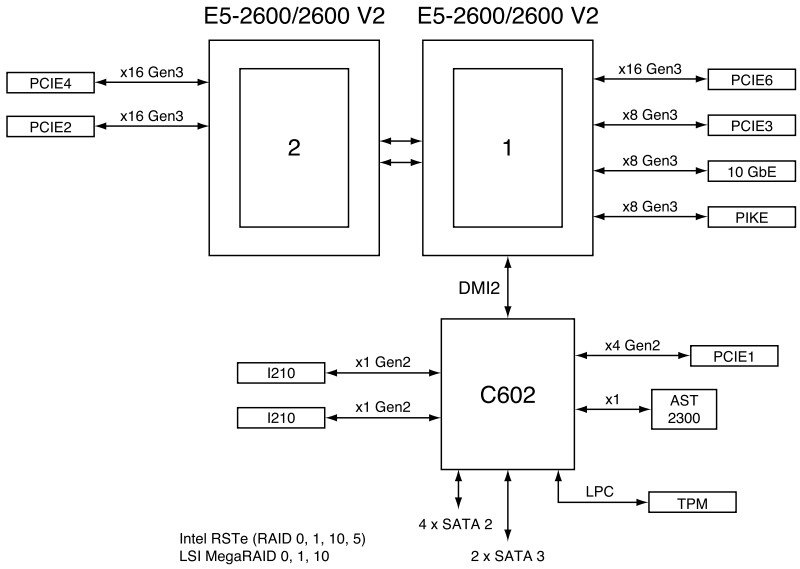 E5-2600/2600 V2
E5-2600/2600 V2
PCIE4
x16 Gen3
PCIE2
x16 Gen3
2
1
x16 Gen3
PCIE6
x8 Gen3
PCIE3
x8 Gen3
10 GbE
x8 Gen3
PIKE
DMI2
I210
x1 Gen2
I210
x1 Gen2
C602
x4 Gen2
PCIE1
x1
AST
2300
LPC
TPM
4 x SATA 2
2 x SATA 3
Intel RSTe (RAID 0, 1, 10, 5)
LSI MegaRAID 0, 1, 10